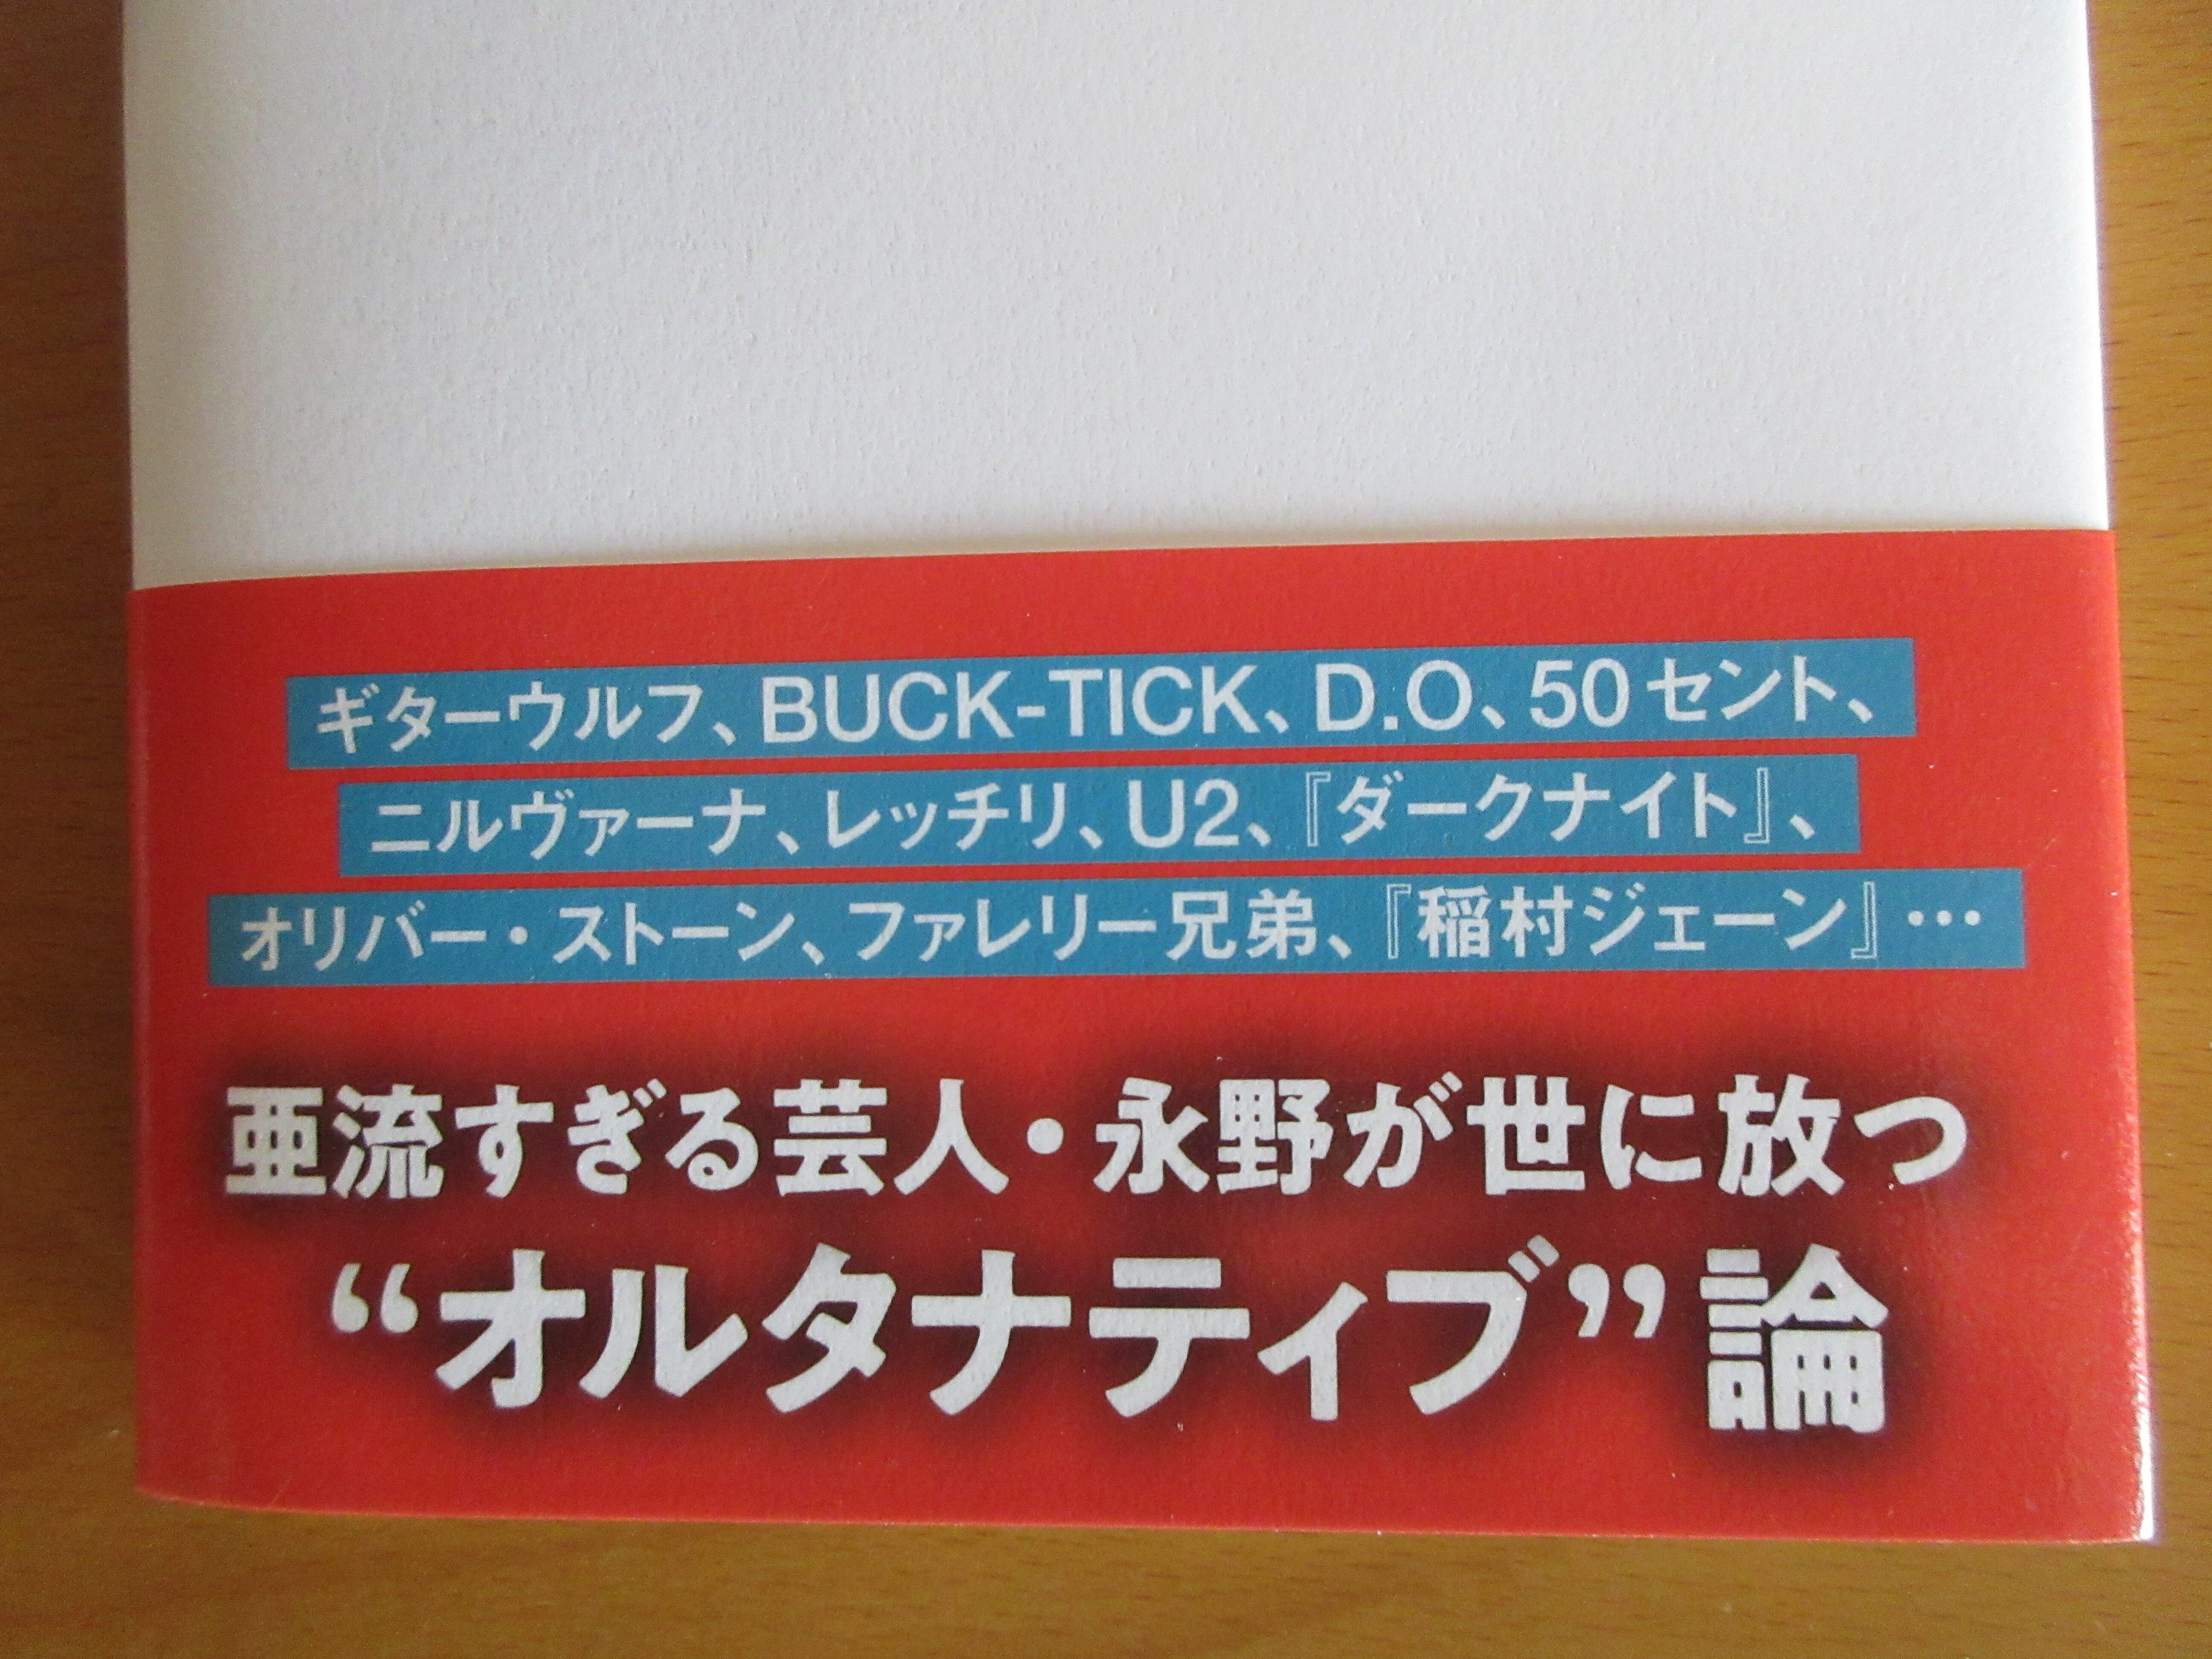 ギターウルフ、BUCK-TICK、D.O、50セント、
ニルヴァーナ、レッチリ、U2、『ダークナイト』、
オリバー・ストーン、ファレリー兄弟、『稲村ジェーン』…
亜流すぎる芸人・永野が世に放つ
“オルタナティブ”論